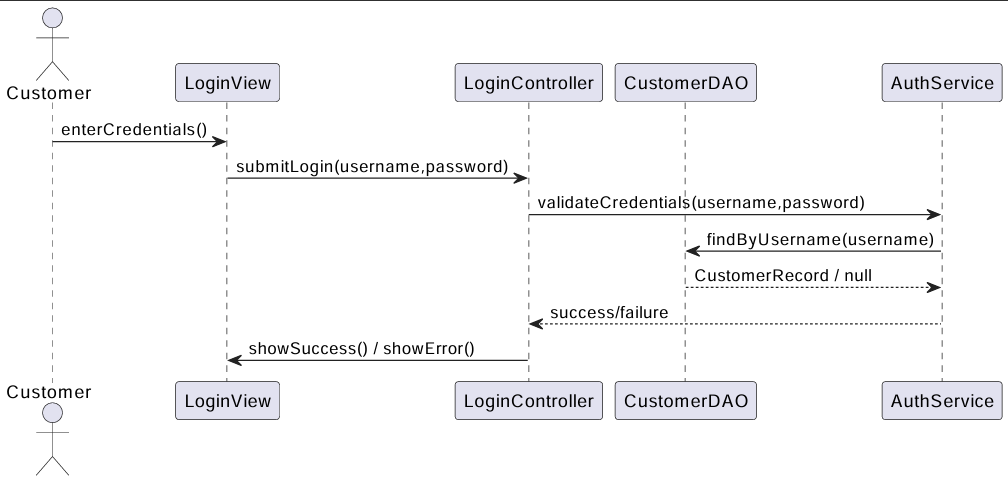 Customer
LoginView
LoginController
CustomerDAO
AuthService
enterCredentials()
submitLogin(username,password)
validateCredentials(username,password)
findByUsername(username)
CustomerRecord / null
success/failure
showSuccess() / showError()
Customer
LoginView
LoginController
CustomerDAO
AuthService